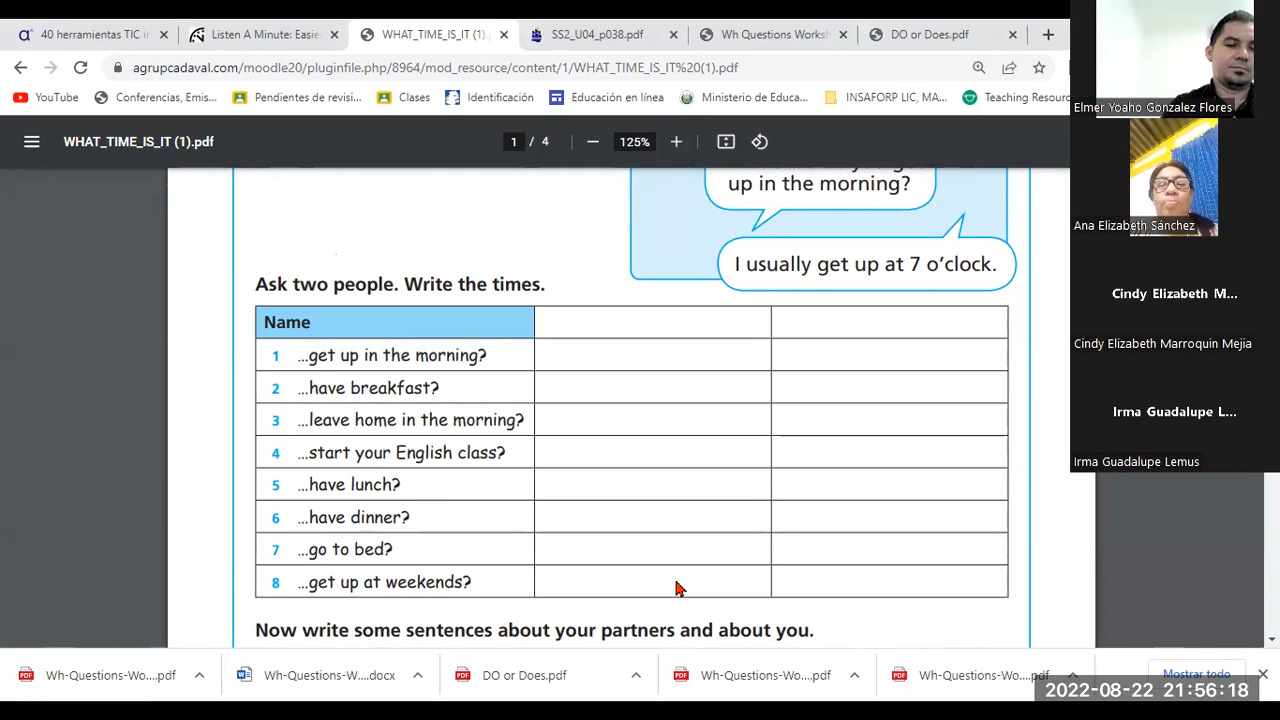 40 herramientas TIC i
Listen A Minute: Easie
WHAT_TIME_IS_IT (1).p
SS2_U04_p038.pdf
Wh Questions Worksh
DO or Does.pdf
agrupcadaval.com/moodle20/pluginfile.php/8964/mod_resource/content/1/WHAT_TIME_IS_IT%20(1).pdf
YouTube
Conferencias, Emis...
Pendientes de revisi...
Clases
Identificación
Educación en línea
Ministerio de Educa...
INSAFORP LIC, MA...
Teaching Resourc
WHAT_TIME_IS_IT (1).pdf
1 / 4
125%
up in the morning?
I usually get up at 7 o'clock.
Ask two people. Write the times.
Name
1 ...get up in the morning?
2 ...have breakfast?
3 ...leave home in the morning?
4 ...start your English class?
5 ...have lunch?
6 ...have dinner?
7 ...go to bed?
8 ...get up at weekends?
Now write some sentences about your partners and about you.
Wh-Questions-Wo....pdf
Wh-Questions-W....docx
DO or Does.pdf
Wh-Questions-Wo....pdf
Wh-Questions-Wo....pdf
Mostrar todo
2022-08-22 21:56:18
Elmer Yoaho Gonzalez Flores
Ana Elizabeth Sánchez
Cindy Elizabeth M...
Cindy Elizabeth Marroquin Mejia
Irma Guadalupe L...
Irma Guadalupe Lemus